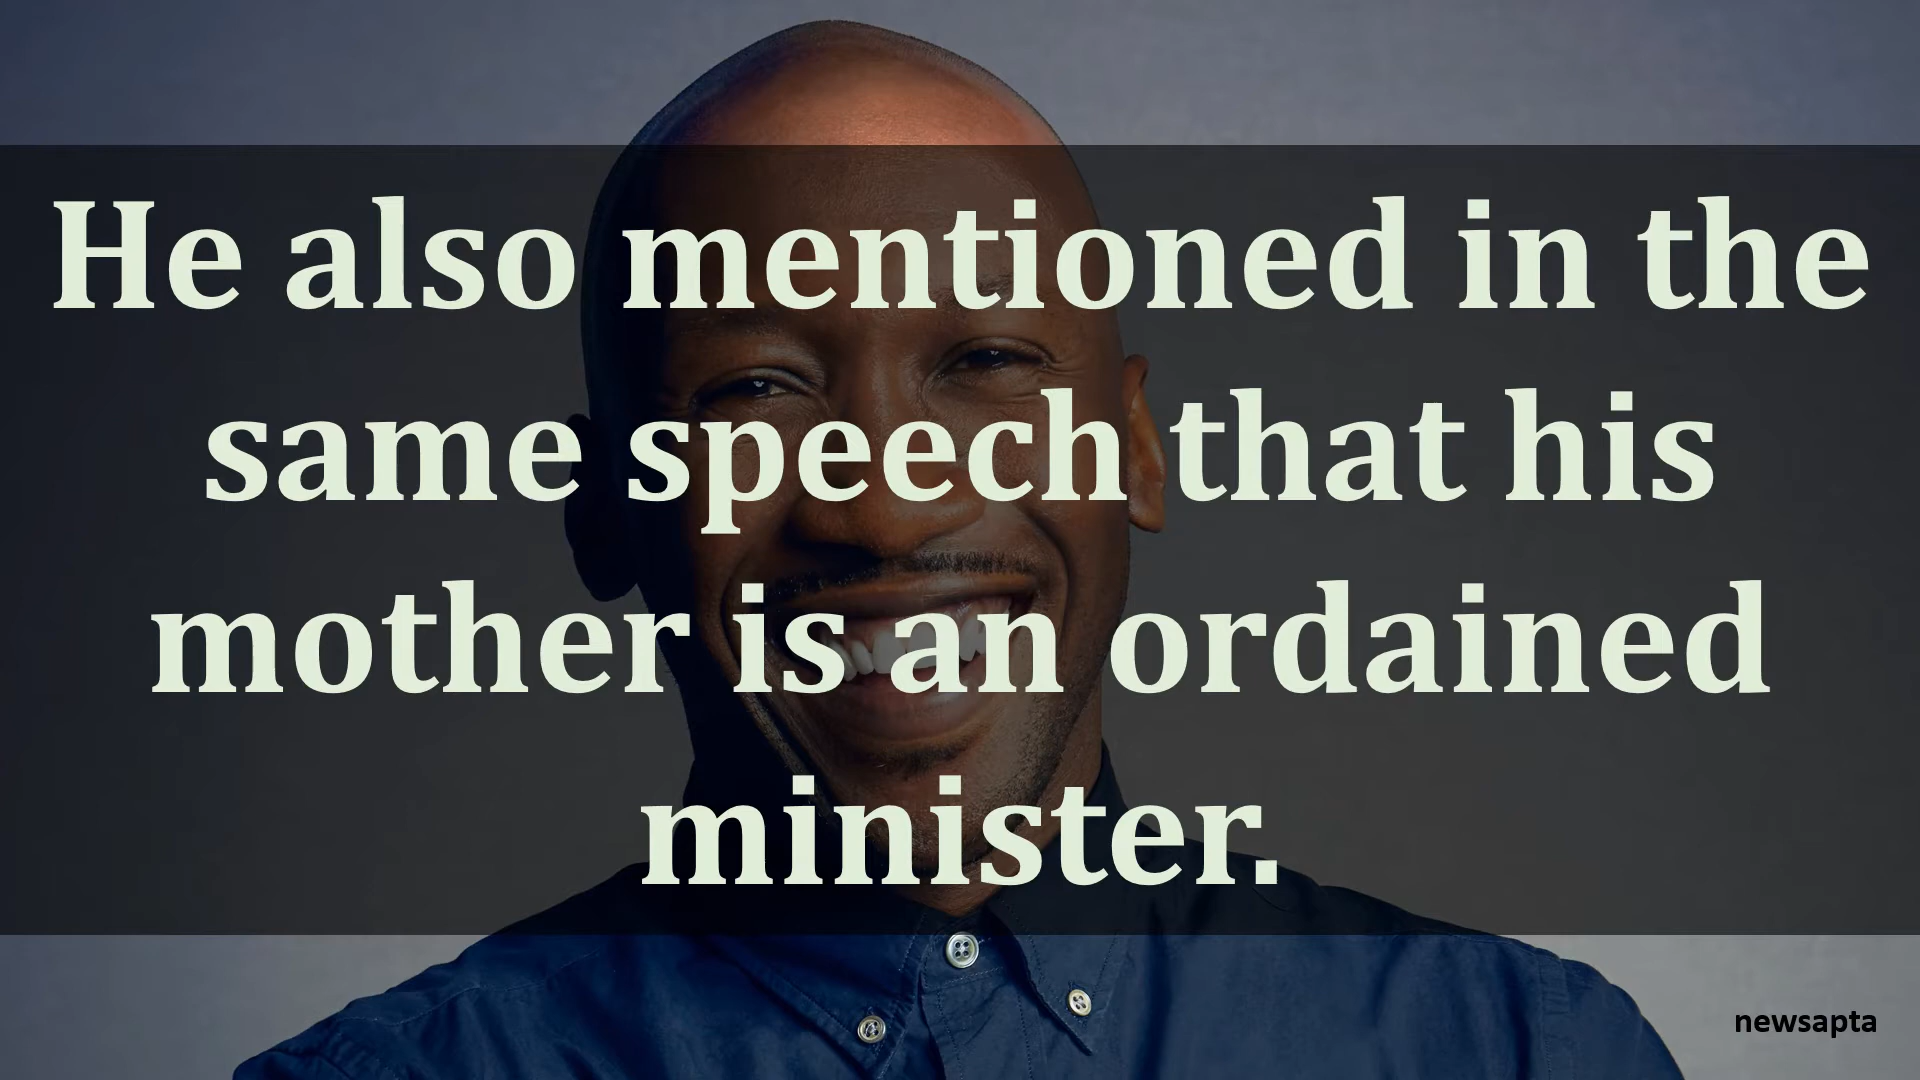 He also mentioned in the
same speech that his
mother is an ordained
minister.
newsapta